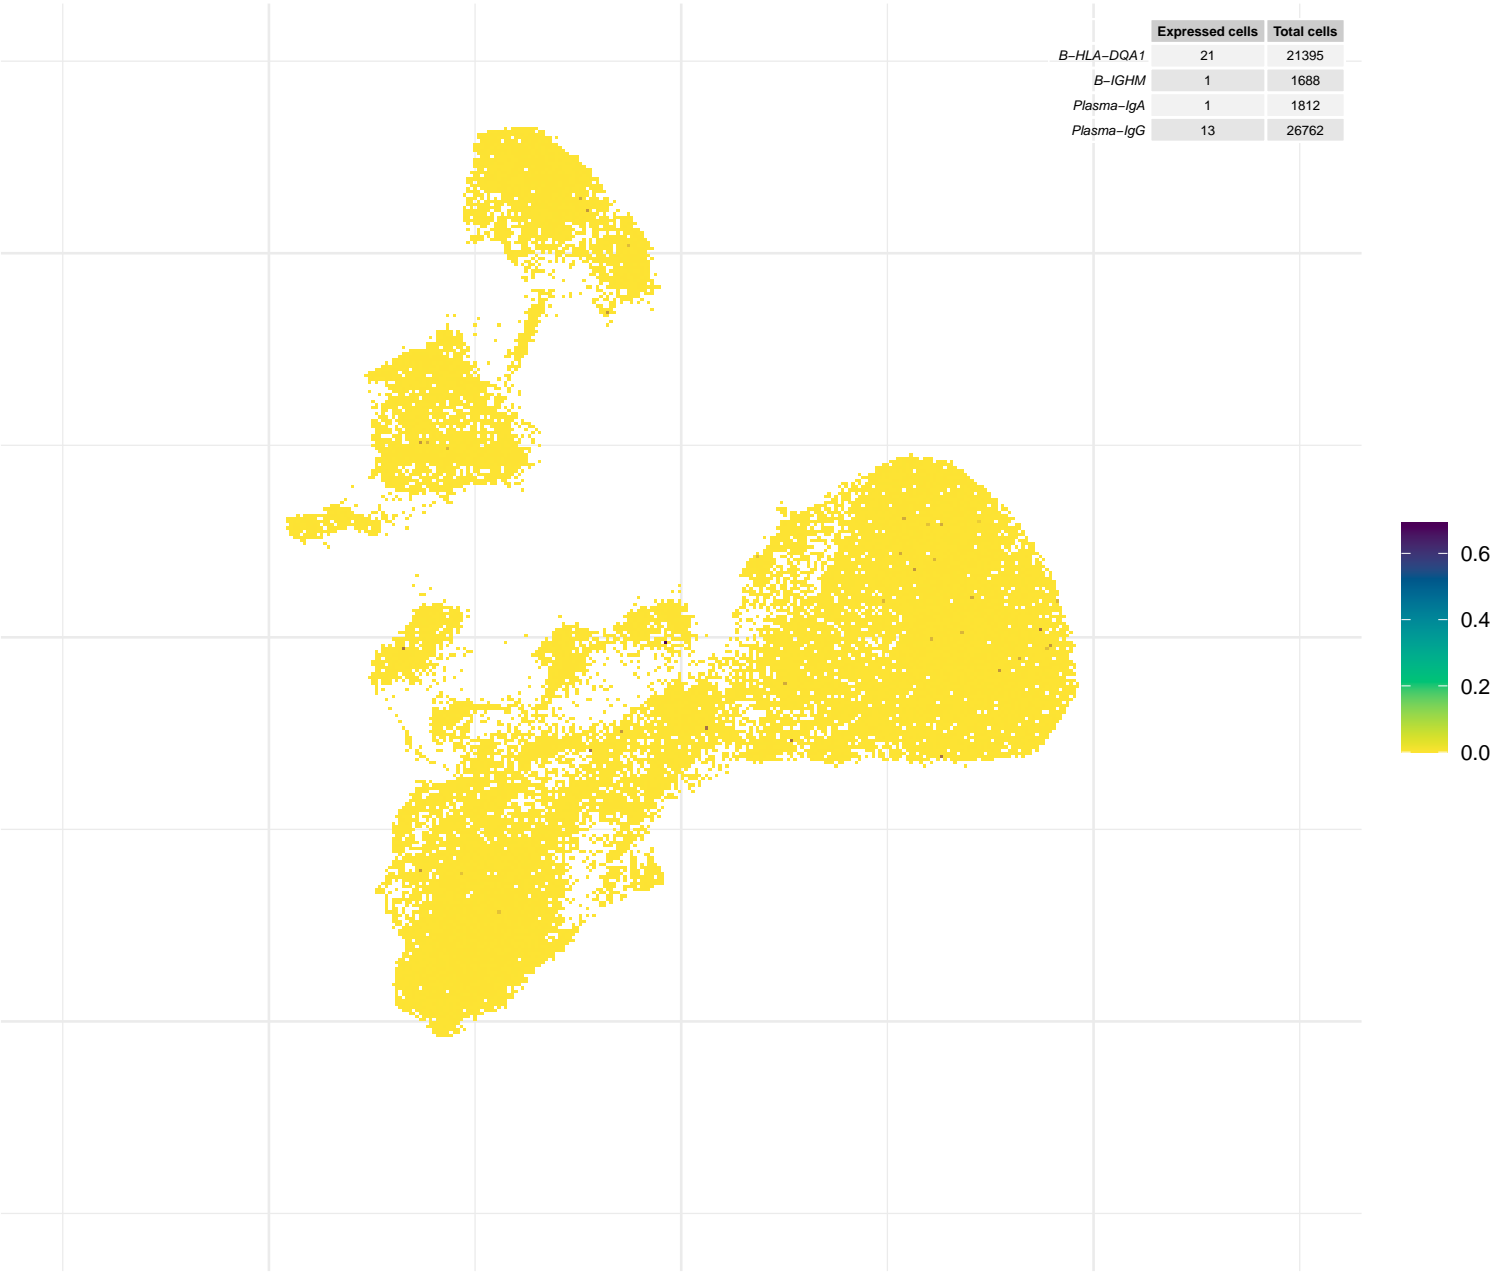 Expressed cells Total cells
B−HLA−DQA1 21 21395
B−IGHM 1 1688
Plasma−IgA 1 1812
Plasma−IgG 13 26762
0.6
0.4
0.2
0.0